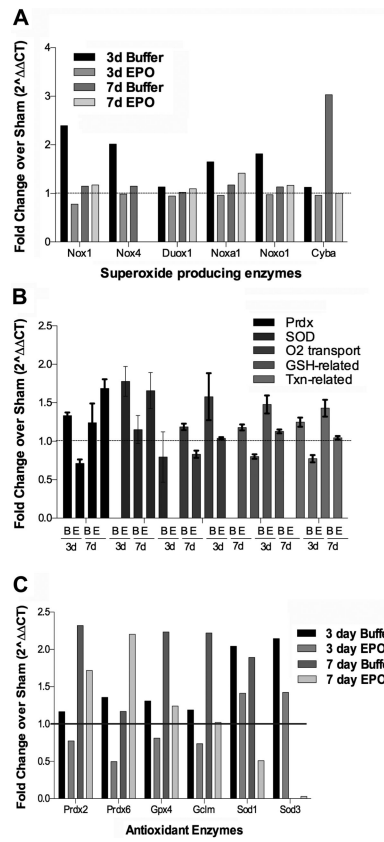 A
Fold Change over Sham (2^ΔΔCT)
4
3
2
1
0
3d Buffer
3d EPO
7d Buffer
7d EPO
Nox1 Nox4 Duox1 Noxa1 Noxo1 Cyba
Superoxide producing enzymes
B
Fold Change over Sham (2^ΔΔCT)
2.5
2.0
1.5
1.0
0.5
0.0
Prdx
SOD
O2 transport
GSH-related
Txn-related
B E B E B E B E B E B E B E B E B E B E
3d 7d 3d 7d 3d 7d 3d 7d 3d 7d
C
Fold Change over Sham (2^ΔΔCT)
2.5
2.0
1.5
1.0
0.5
0.0
3 day Buffe
3 day EPO
7 day Buffe
7 day EPO
Prdx2 Prdx6 Gpx4 Gclm Sod1 Sod3
Antioxidant Enzymes